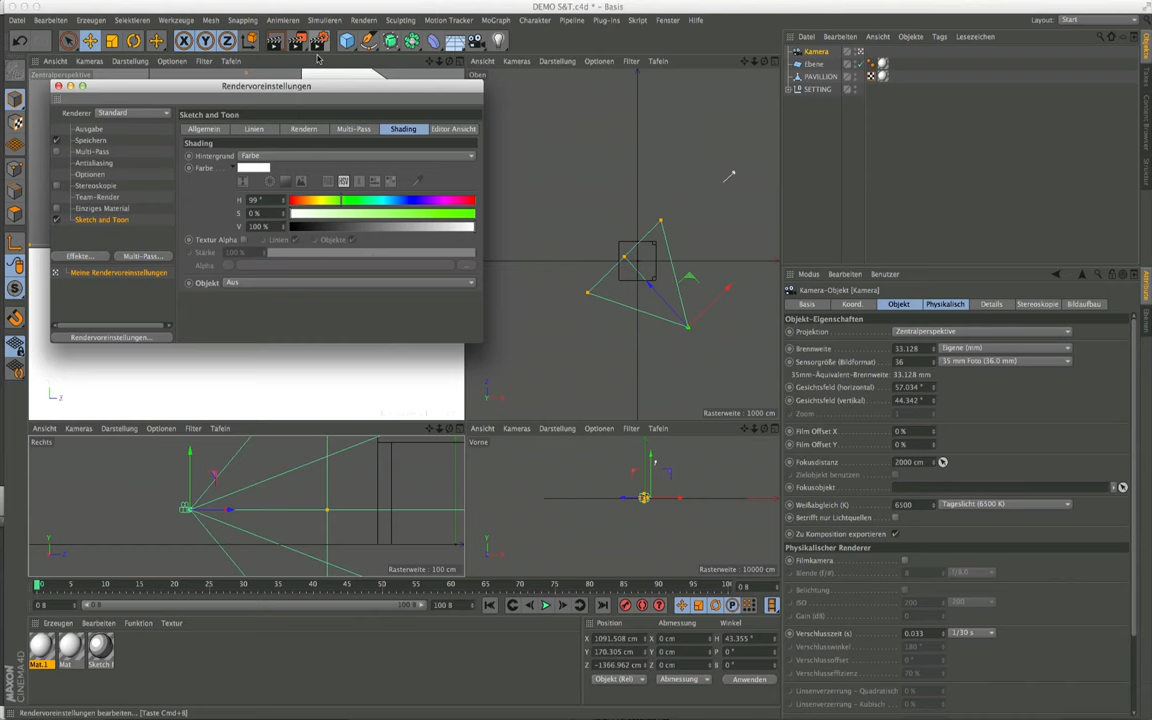 DEMO S&T.c4d * - Basis
Datei Bearbeiten Erzeugen Selektieren Werkzeuge Mesh Snapping Animieren Simulieren Rendern Sculpting Motion Tracker MoGraph Charakter Pipeline Plug-ins Skript Fenster Hilfe
Layout: Start
Ansicht Kameras Darstellung Optionen Filter Tafeln
Zentralperspektive
Rendervoreinstellungen
Renderer Standard
Ausgabe
Speichern
Multi-Pass
Antialiasing
Optionen
Stereoskopie
Team-Render
Einziges Material
Sketch and Toon
Effekte... Multi-Pass...
Meine Rendervoreinstellungen
Rendervoreinstellungen...
Sketch and Toon
Allgemein Linien Rendern Multi-Pass Shading Editor Ansicht
Shading
Hintergrund Farbe
Farbe
HSV
H 99 °
S 0 %
V 100 %
Textur Alpha Linien Objekte
Stärke 100 %
Alpha
Objekt Aus
Ansicht Kameras Darstellung Optionen Filter Tafeln
Oben
Rasterweite : 1000 cm
Ansicht Kameras Darstellung Optionen Filter Tafeln
Rechts
Rasterweite : 100 cm
Ansicht Kameras Darstellung Optionen Filter Tafeln
Vorne
Rasterweite : 10000 cm
0 5 10 15 20 25 30 35 40 45 50 55 60 65 70 75 80 85 90 95 100
0 B
0 B 0 B 100 B 100 B
Erzeugen Bearbeiten Funktion Textur
Mat.1 Mat Sketch
Position Abmessung Winkel
X 1091.508 cm X 0 cm H 43.355 °
Y 170.305 cm Y 0 cm P 0 °
Z -1366.962 cm Z 0 cm B 0 °
Objekt (Rel) Abmessung Anwenden
Rendervoreinstellungen bearbeiten... [Taste Cmd+B]
MAXON
CINEMA 4D
Datei Bearbeiten Ansicht Objekte Tags Lesezeichen
Kamera
Ebene
PAVILLION
SETTING
Objekte
Takes
Content Browser
Struktur
Attribute
Ebenen
Modus Bearbeiten Benutzer
Kamera-Objekt [Kamera]
Basis Koord. Objekt Physikalisch Details Stereoskopie Bildaufbau
Objekt-Eigenschaften
Projektion Zentralperspektive
Brennweite 33.128 Eigene (mm)
Sensorgröße (Bildformat) 36 35 mm Foto (36.0 mm)
35mm-Äquivalent-Brennweite: 33.128 mm
Gesichtsfeld (horizontal) 57.034 °
Gesichtsfeld (vertikal) 44.342 °
Zoom 1
Film Offset X 0 %
Film Offset Y 0 %
Fokusdistanz 2000 cm
Zielobjekt benutzen
Fokusobjekt
Weißabgleich (K) 6500 Tageslicht (6500 K)
Betrifft nur Lichtquellen
Zu Komposition exportieren
Physikalischer Renderer
Filmkamera
Blende (f/#) 8 f/8.0
Belichtung
ISO 200 200
Gain (dB) 0
Verschlusszeit (s) 0.033 1/30 s
Verschlusswinkel 180 °
Verschlussoffset 0 °
Verschlusseffizienz 70 %
Linsenverzerrung - Quadratisch 0 %
Linsenverzerrung - Kubisch 0 %